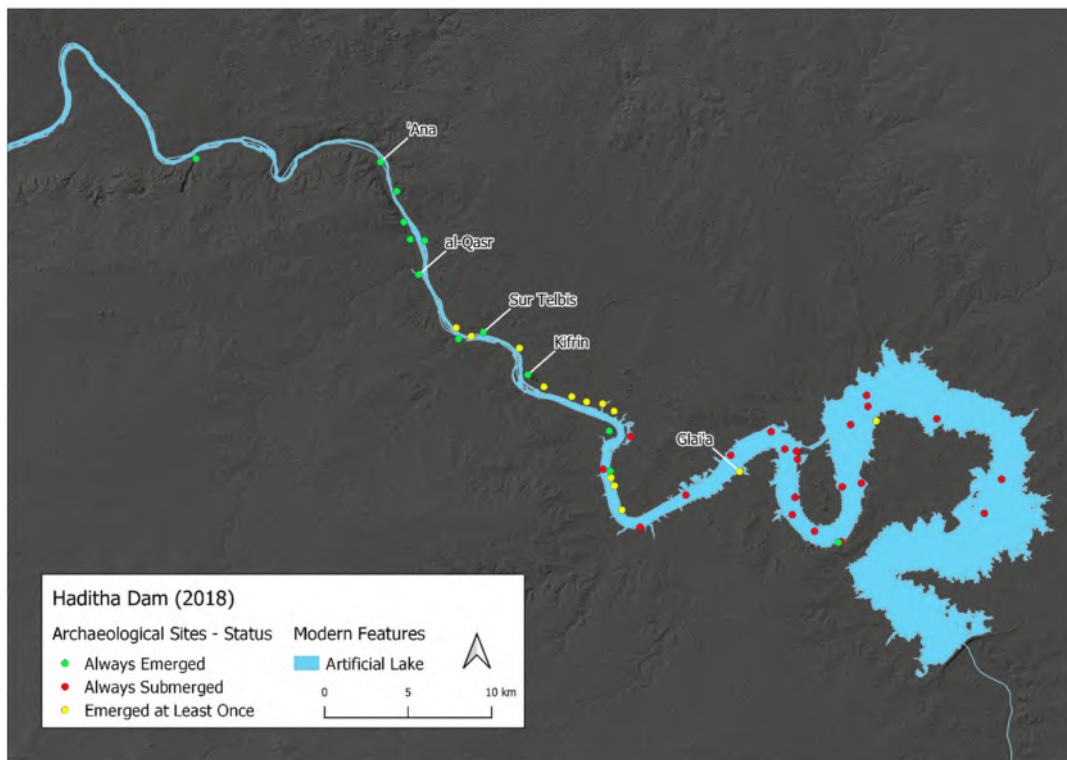 'Ana
al-Qasr
Sur Telbis
Kifrin
Glai'a
Haditha Dam (2018)
Archaeological Sites - Status
Always Emerged
Always Submerged
Emerged at Least Once
Modern Features
Artificial Lake
0 5 10 km